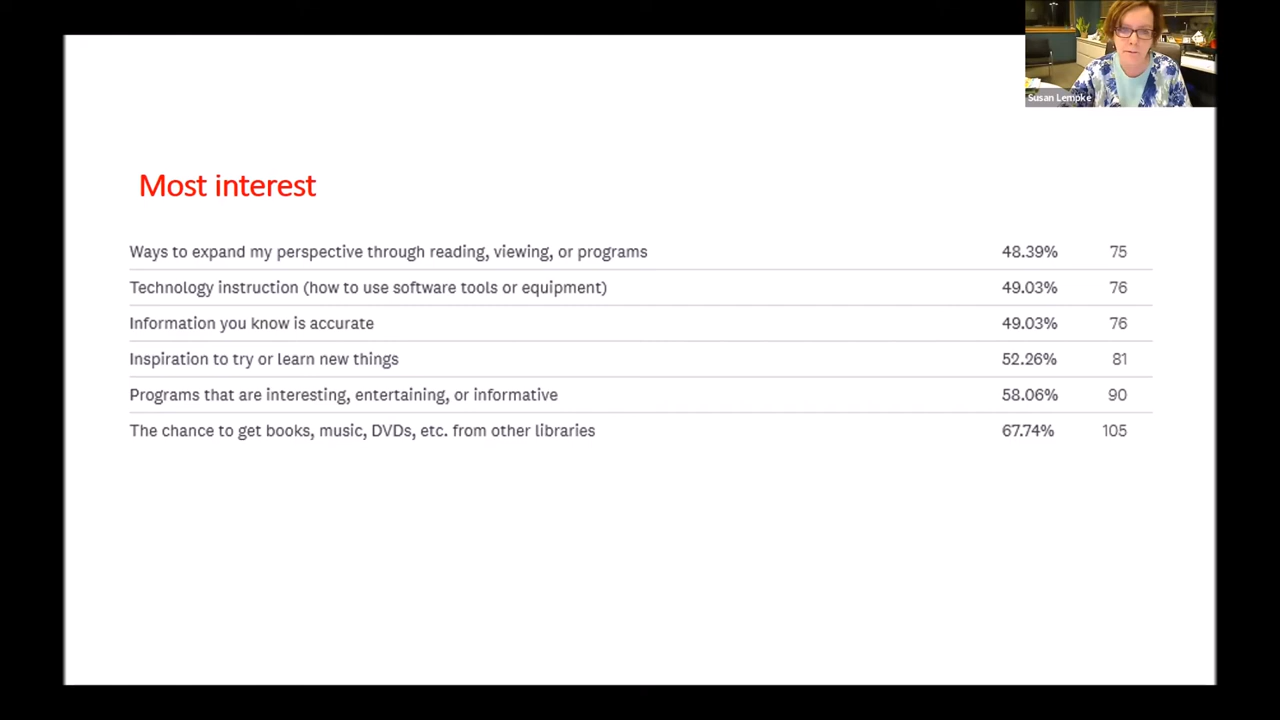 Susan Lempke
Most interest
Ways to expand my perspective through reading, viewing, or programs 48.39% 75
Technology instruction (how to use software tools or equipment) 49.03% 76
Information you know is accurate 49.03% 76
Inspiration to try or learn new things 52.26% 81
Programs that are interesting, entertaining, or informative 58.06% 90
The chance to get books, music, DVDs, etc. from other libraries 67.74% 105